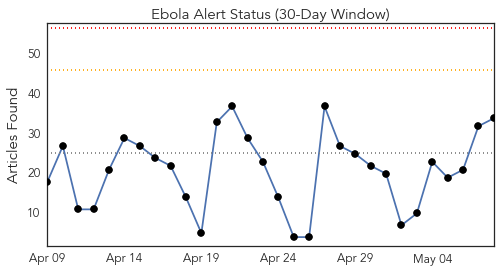 Ebola Alert Status (30-Day Window)
Articles Found
50
40
30
20
10
Apr 09 Apr 14 Apr 19 Apr 24 Apr 29 May 04